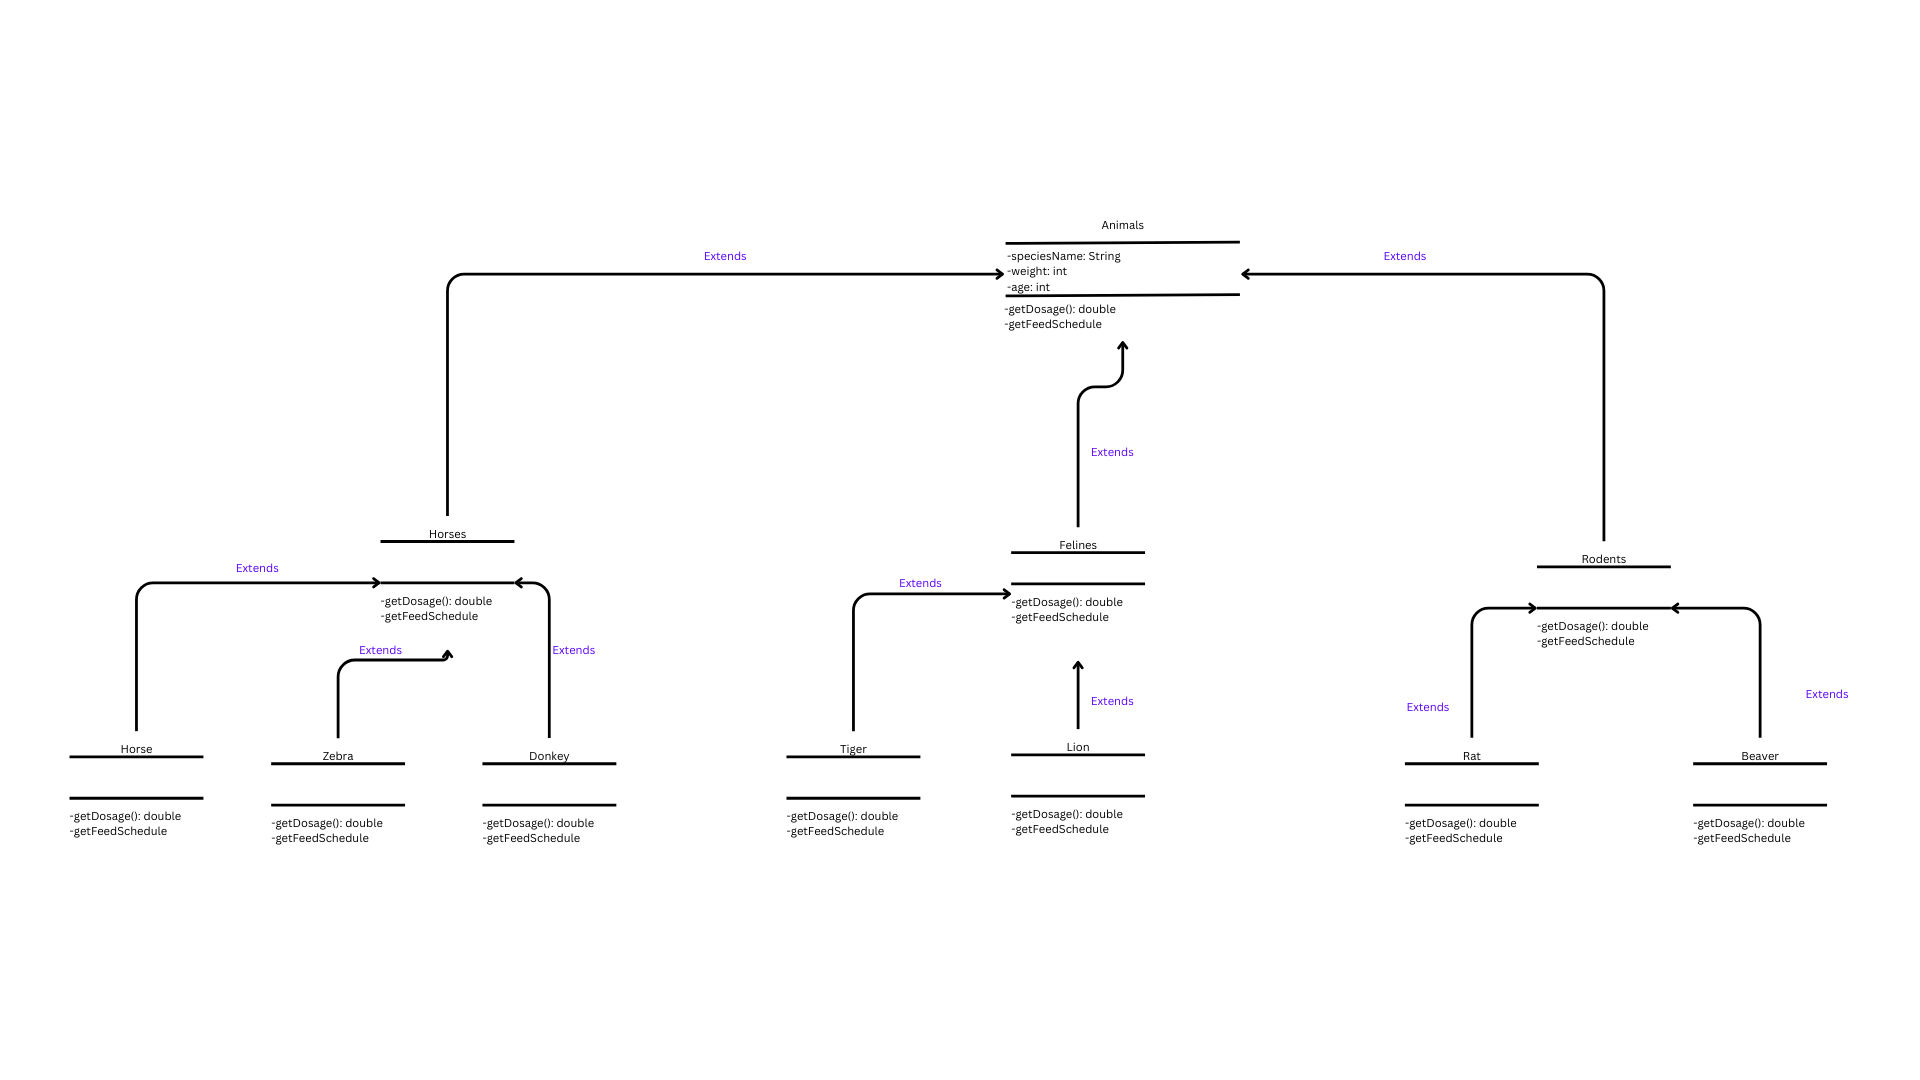 Animals
Extends
-speciesName: String
Extends
-weight: int
-age: int
-getDosage(): double
-getFeedSchedule
Extends
Horses
Felines
Rodents
Extends
Extends
-getDosage(): double
-getFeedSchedule
-getDosage(): double
-getFeedSchedule
-getDosage(): double
-getFeedSchedule
Extends
Extends
Extends
Extends
Extends
Horse
Zebra
Donkey
Tiger
Lion
Rat
Beaver
-getDosage(): double
-getFeedSchedule
-getDosage(): double
-getFeedSchedule
-getDosage(): double
-getFeedSchedule
-getDosage(): double
-getFeedSchedule
-getDosage(): double
-getFeedSchedule
-getDosage(): double
-getFeedSchedule
-getDosage(): double
-getFeedSchedule